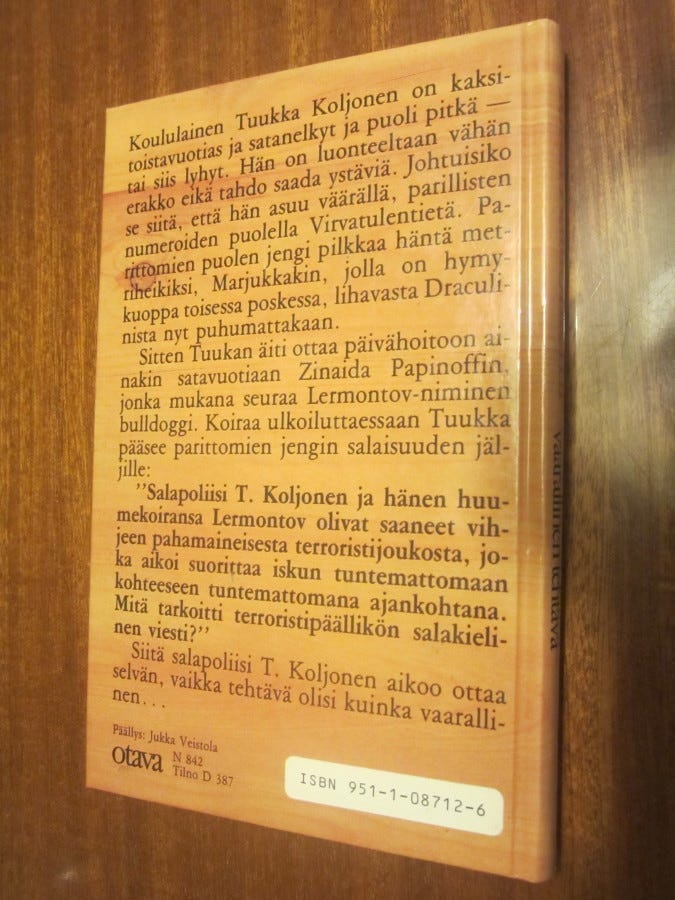 Koululainen Tuukka Koljonen on kaksi-
toistavuotias ja satanelkyt ja puoli pitkä —
tai siis lyhyt. Hän on luonteeltaan vähän
erakko eikä tahdo saada ystäviä. Johtuisiko
se siitä, että hän asuu väärällä, parillisten
numeroiden puolella Virvatulentietä. Pa-
rittomien puolen jengi pilkkaa häntä met-
riheikiksi, Marjukkakin, jolla on hymy-
kuoppa toisessa poskessa, lihavasta Draculi-
nista nyt puhumattakaan.
Sitten Tuukan äiti ottaa päivähoitoon ai-
nakin satavuotiaan Zinaida Papinoffin,
jonka mukana seuraa Lermontov-niminen
bulldoggi. Koiraa ulkoiluttaessaan Tuukka
pääsee parittomien jengin salaisuuden jäl-
jille:
"Salapoliisi T. Koljonen ja hänen huu-
mekoiransa Lermontov olivat saaneet vih-
jeen pahamaineisesta terroristijoukosta, jo-
ka aikoi suorittaa iskun tuntemattomaan
kohteeseen tuntemattomana ajankohtana.
Mitä tarkoitti terroristipäällikön salakieli-
nen viesti?"
Siitä salapoliisi T. Koljonen aikoo ottaa
selvän, vaikka tehtävä olisi kuinka vaaralli-
nen...
Päällys: Jukka Veistola
otava
N 842
Tilno D 387
ISBN 951-1-08712-6
vaarallinen tehtävä